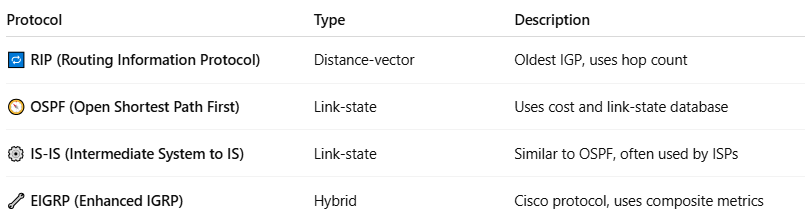 Protocol Type Description
RIP (Routing Information Protocol) Distance-vector Oldest IGP, uses hop count
OSPF (Open Shortest Path First) Link-state Uses cost and link-state database
IS-IS (Intermediate System to IS) Link-state Similar to OSPF, often used by ISPs
EIGRP (Enhanced IGRP) Hybrid Cisco protocol, uses composite metrics